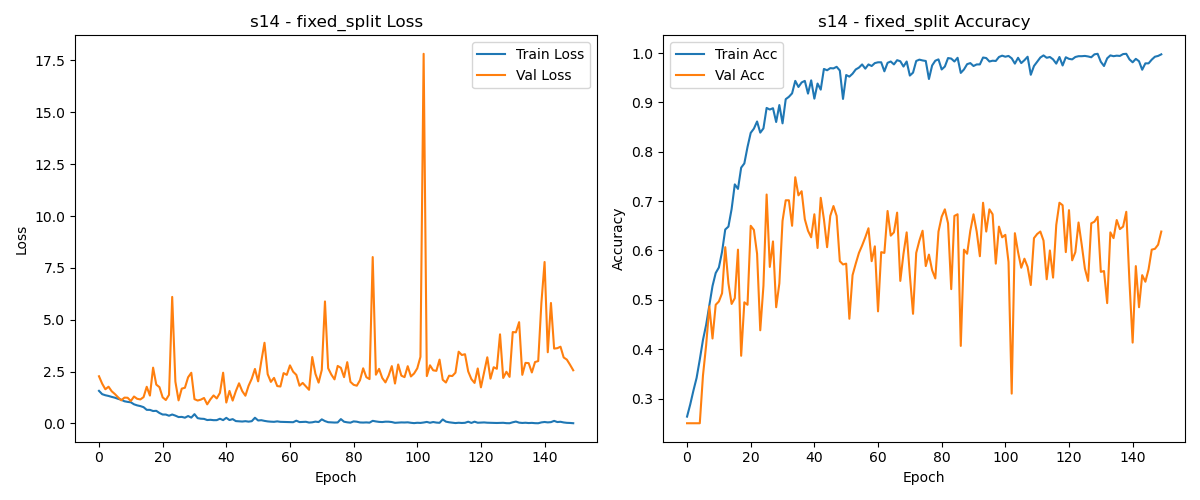 s14 - fixed_split Loss
Loss
17.5
15.0
12.5
10.0
7.5
5.0
2.5
0.0
Train Loss
Val Loss
0 20 40 60 80 100 120 140
Epoch
s14 - fixed_split Accuracy
Accuracy
1.0
0.9
0.8
0.7
0.6
0.5
0.4
0.3
Train Acc
Val Acc
0 20 40 60 80 100 120 140
Epoch